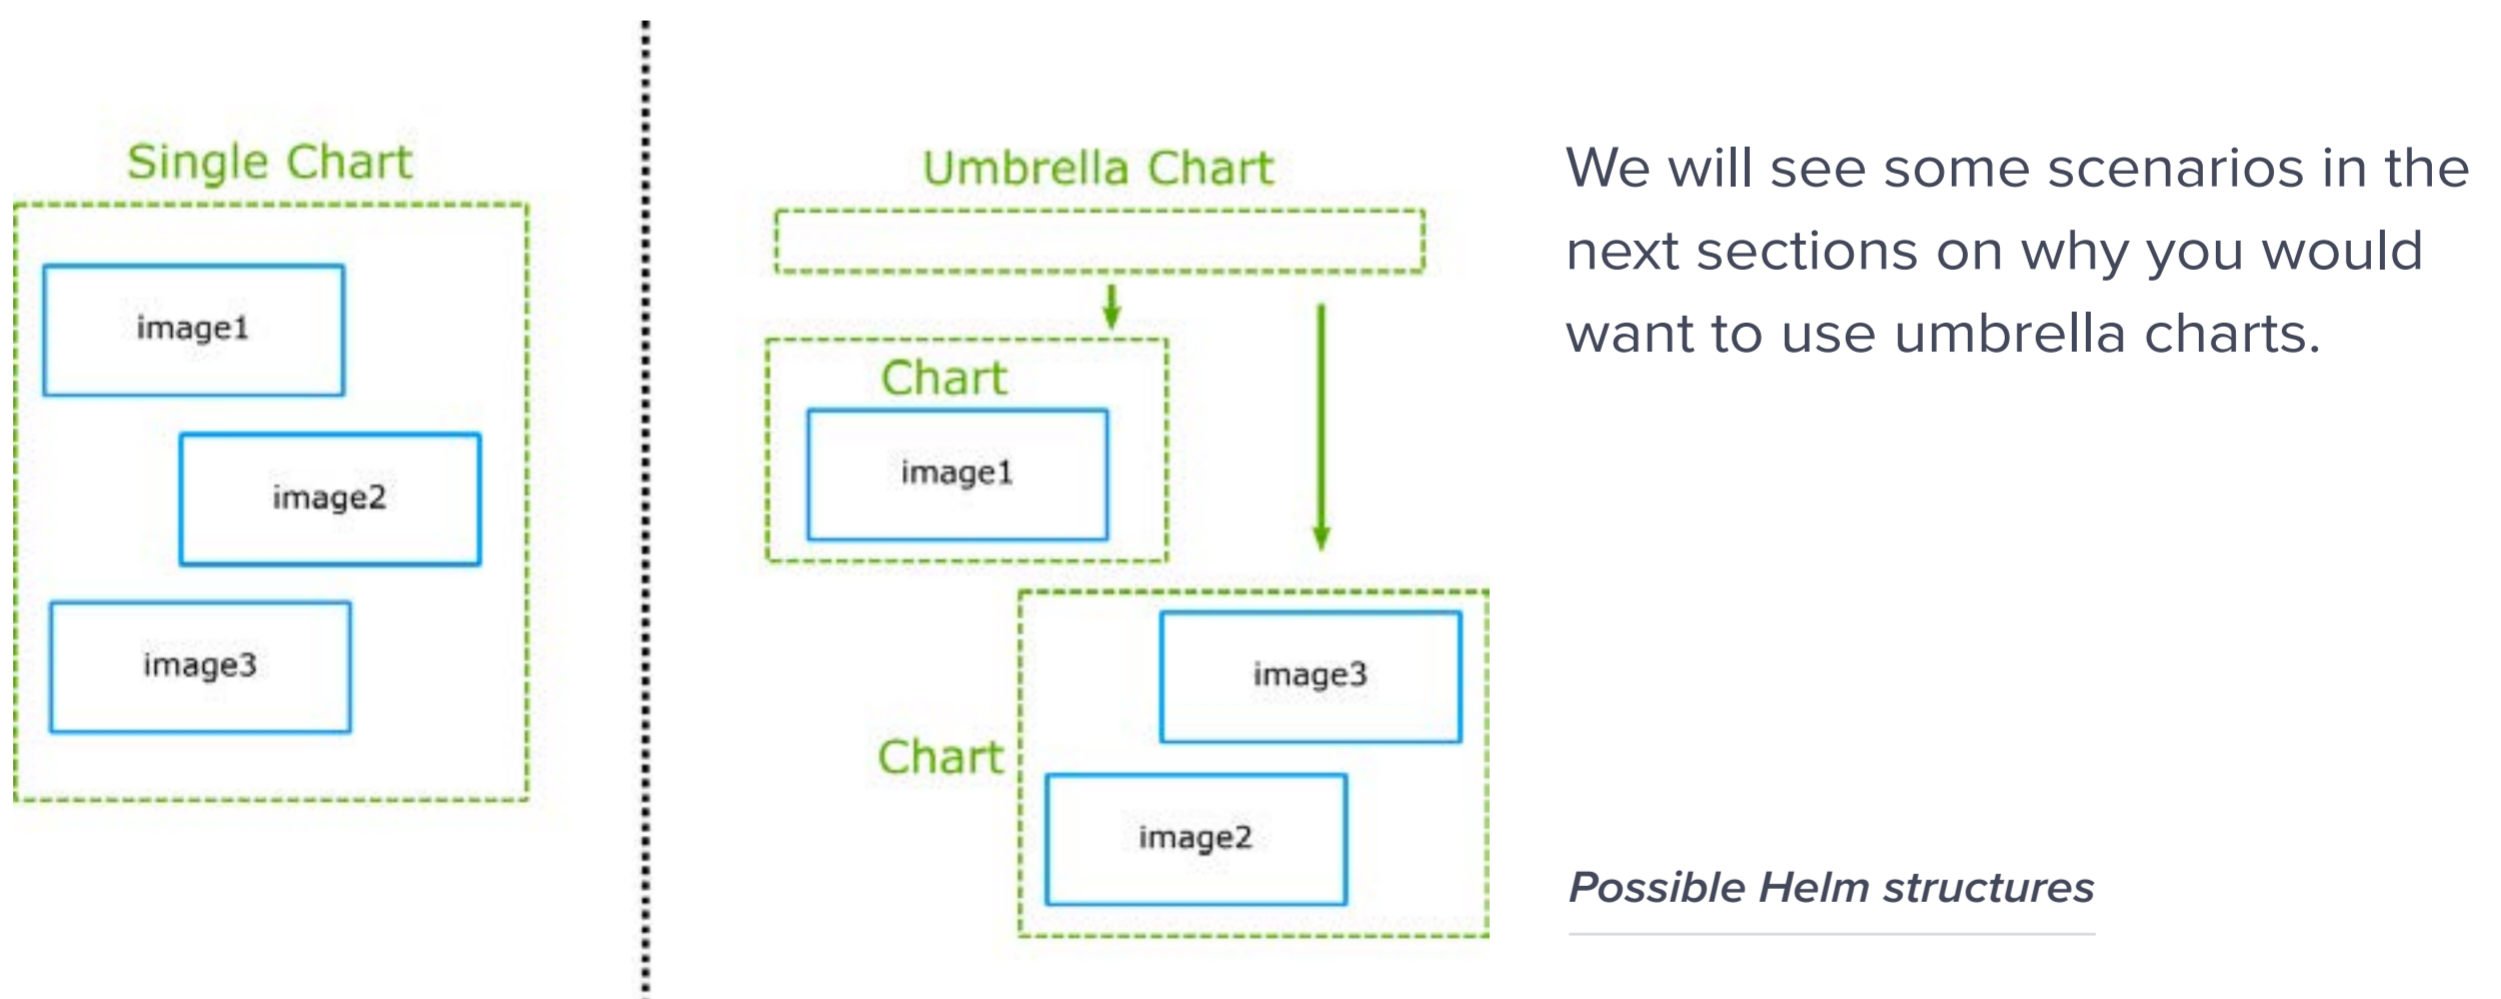 Single Chart
image1
image2
image3
Umbrella Chart
Chart
image1
image3
Chart
image2
We will see some scenarios in the
next sections on why you would
want to use umbrella charts.
Possible Helm structures